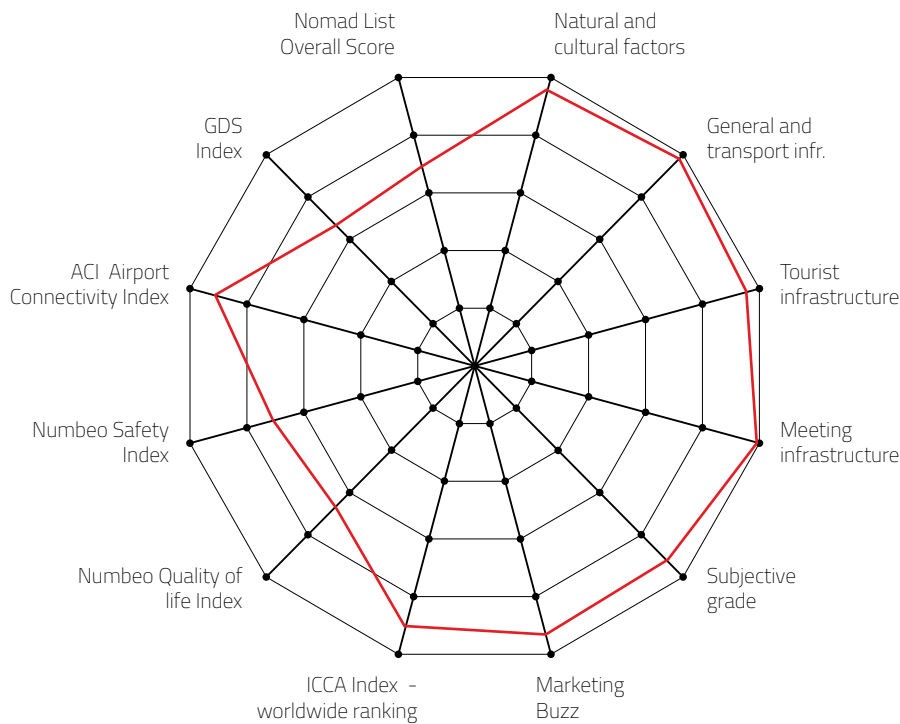 Nomad List
Overall Score
Natural and
cultural factors
GDS
Index
General and
transport infr.
ACI  Airport
Connectivity Index
Tourist
infrastructure
Numbeo Safety
Index
Meeting
infrastructure
Numbeo Quality of
life Index
Subjective
grade
ICCA Index  -
worldwide ranking
Marketing
Buzz